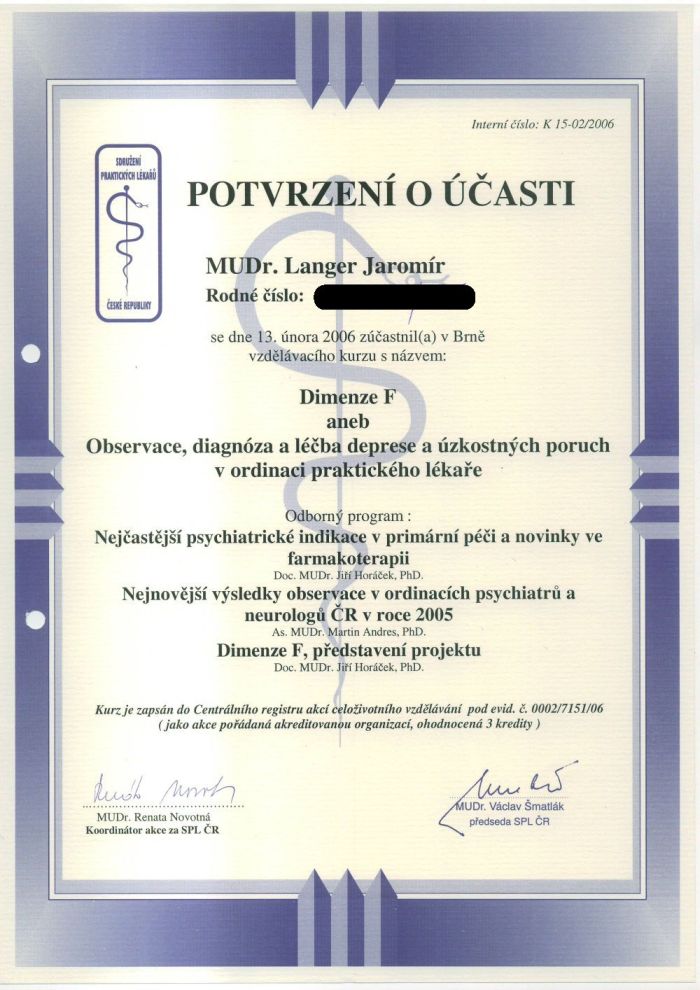 Interní číslo: K 15-02/2006
SDRUŽENÍ
PRAKTICKÝCH LÉKAŘŮ
ČESKÉ REPUBLIKY
POTVRZENÍ O ÚČASTI
MUDr. Langer Jaromír
Rodné číslo:
se dne 13. února 2006 zúčastnil(a) v Brně
vzdělávacího kurzu s názvem:
Dimenze F
aneb
Observace, diagnóza a léčba deprese a úzkostných poruch
v ordinaci praktického lékaře
Odborný program :
Nejčastější psychiatrické indikace v primární péči a novinky ve
farmakoterapii
Doc. MUDr. Jiří Horáček, PhD.
Nejnovější výsledky observace v ordinacích psychiatrů a
neurologů ČR v roce 2005
As. MUDr. Martin Andres, PhD.
Dimenze F, představení projektu
Doc. MUDr. Jiří Horáček, PhD.
Kurz je zapsán do Centrálního registru akcí celoživotního vzdělávání pod evid. č. 0002/7151/06
( jako akce pořádaná akreditovanou organizací, ohodnocená 3 kredity )
MUDr. Renata Novotná
Koordinátor akce za SPL ČR
MUDr. Václav Šmatlák
předseda SPL ČR